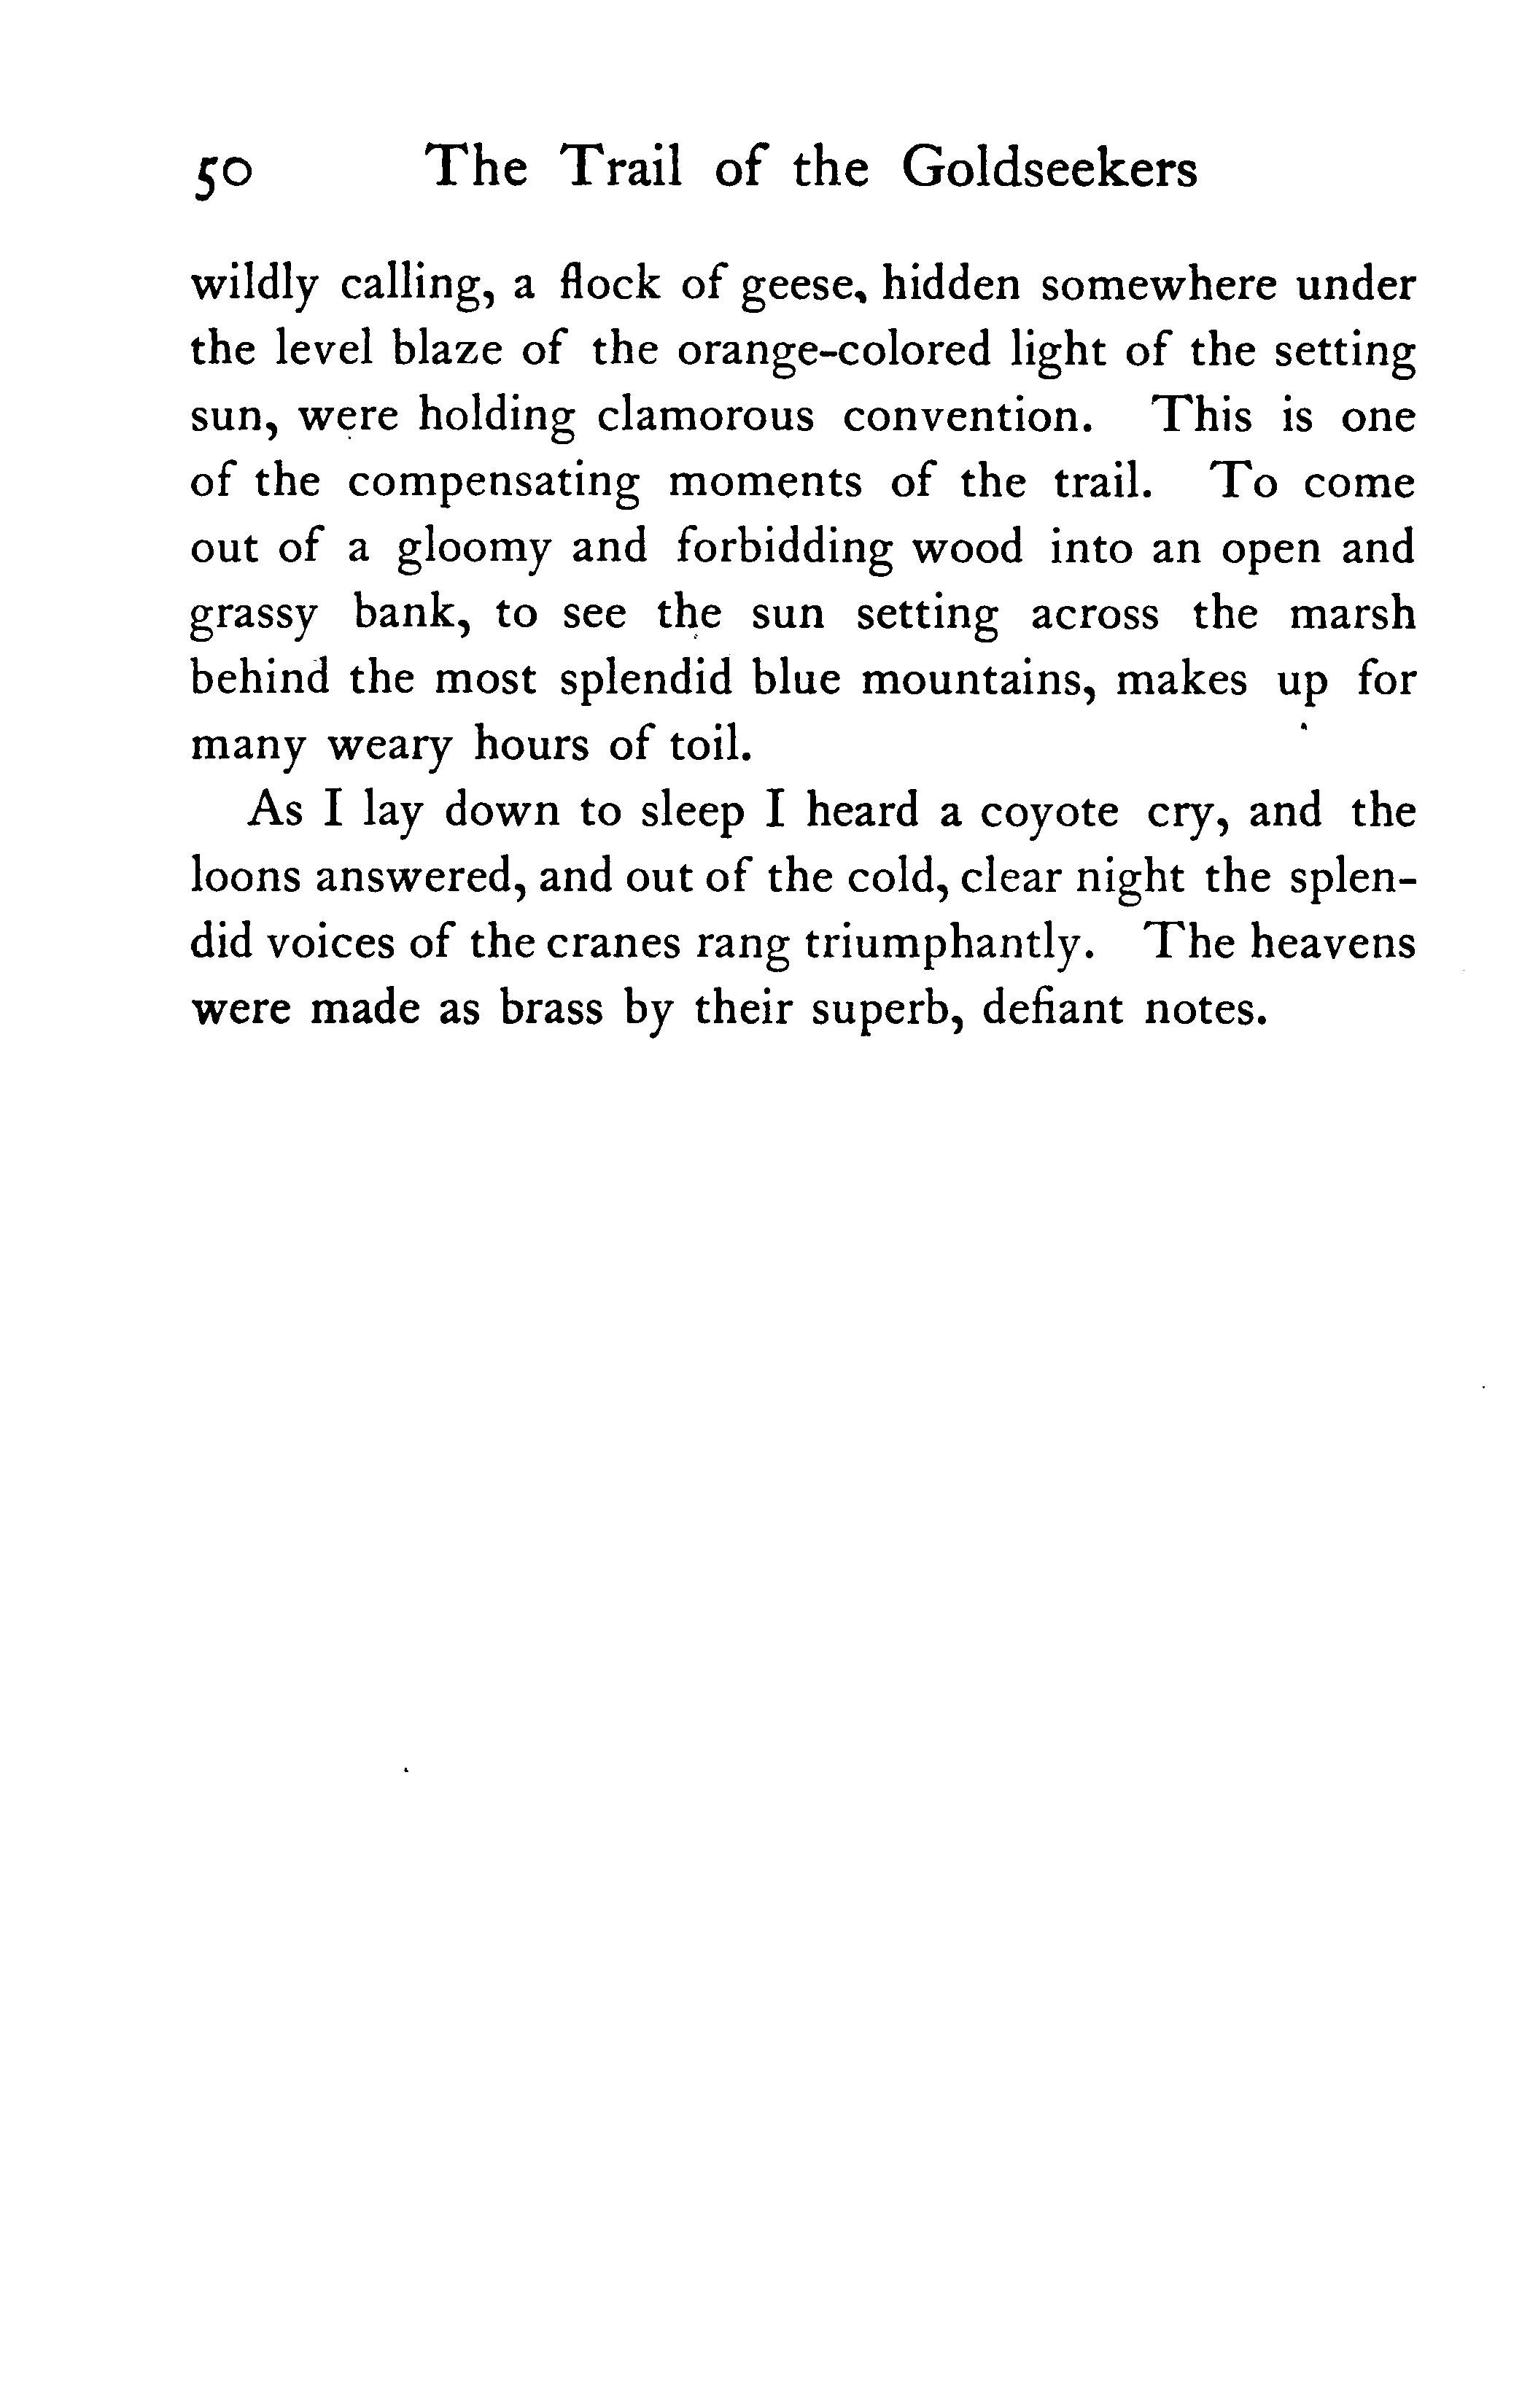 50 The Trail of the Goldseekers
wildly calling, a flock of geese, hidden somewhere under
the level blaze of the orange-colored light of the setting
sun, were holding clamorous convention. This is one
of the compensating moments of the trail. To come
out of a gloomy and forbidding wood into an open and
grassy bank, to see the sun setting across the marsh
behind the most splendid blue mountains, makes up for
many weary hours of toil.
As I lay down to sleep I heard a coyote cry, and the
loons answered, and out of the cold, clear night the splen-
did voices of the cranes rang triumphantly. The heavens
were made as brass by their superb, defiant notes.